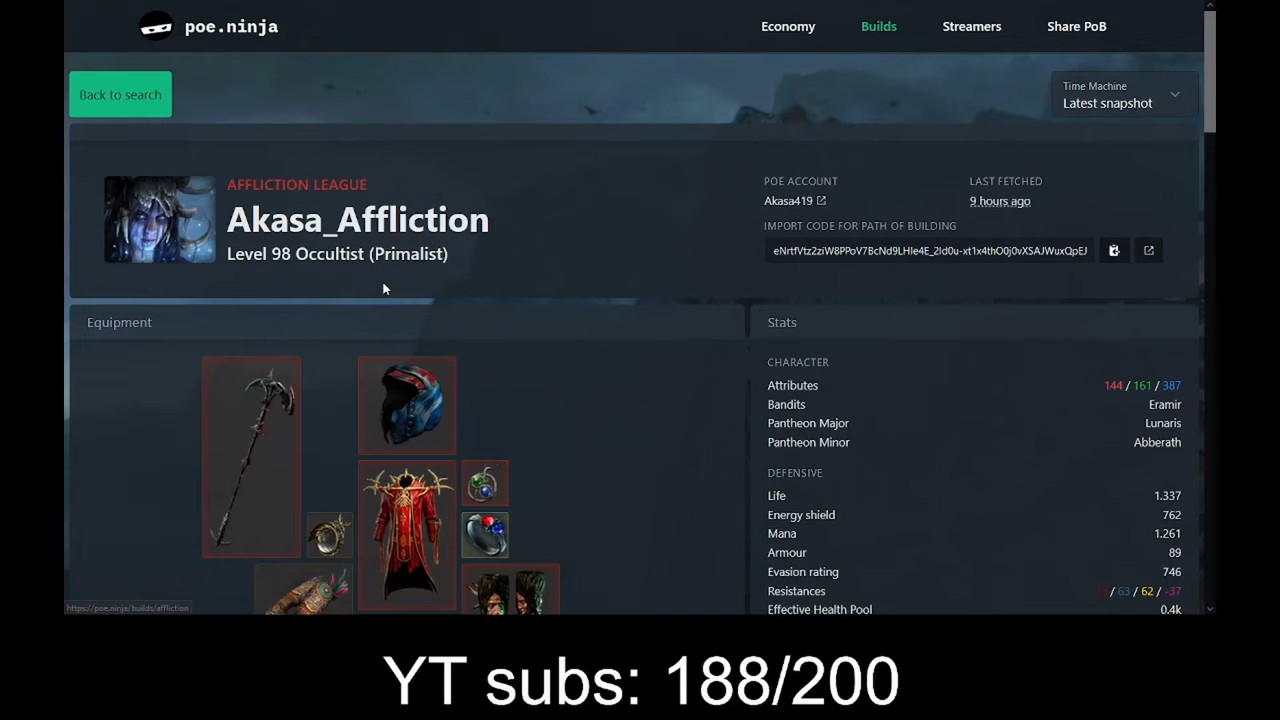 poe.ninja
Economy
Builds
Streamers
Share PoB
Back to search
Time Machine
Latest snapshot
AFFLICTION LEAGUE
Akasa_Affliction
Level 98 Occultist (Primalist)
POE ACCOUNT
Akasa419
LAST FETCHED
9 hours ago
IMPORT CODE FOR PATH OF BUILDING
Equipment
Stats
CHARACTER
Attributes 144 / 161 / 387
Bandits Eramir
Pantheon Major Lunaris
Pantheon Minor Abberath
DEFENSIVE
Life 1.337
Energy shield 762
Mana 1.261
Armour 89
Evasion rating 746
Resistances / 63 / 62 / -37
Effective Health Pool 0.4k
https://poe.ninja/builds/affliction
YT subs: 188/200